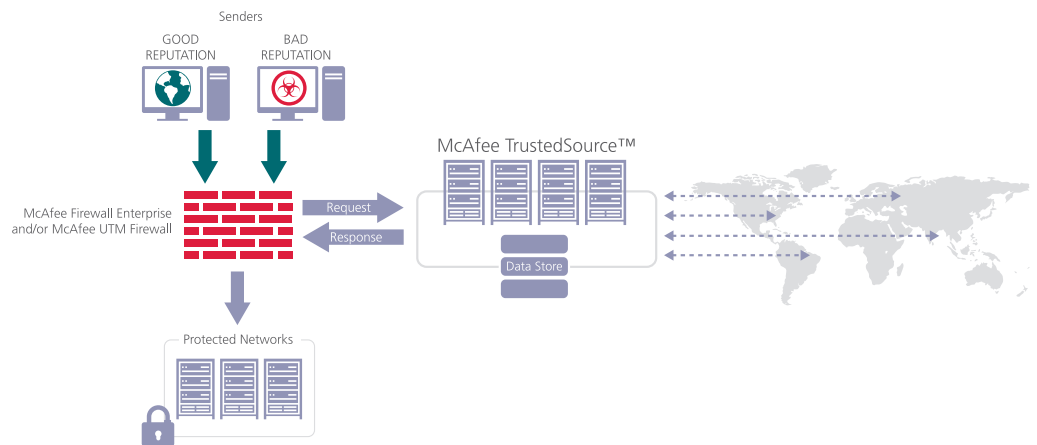 Senders
GOOD
REPUTATION
BAD
REPUTATION
McAfee TrustedSource™
McAfee Firewall Enterprise
and/or McAfee UTM Firewall
Request
Response
Data Store
Protected Networks